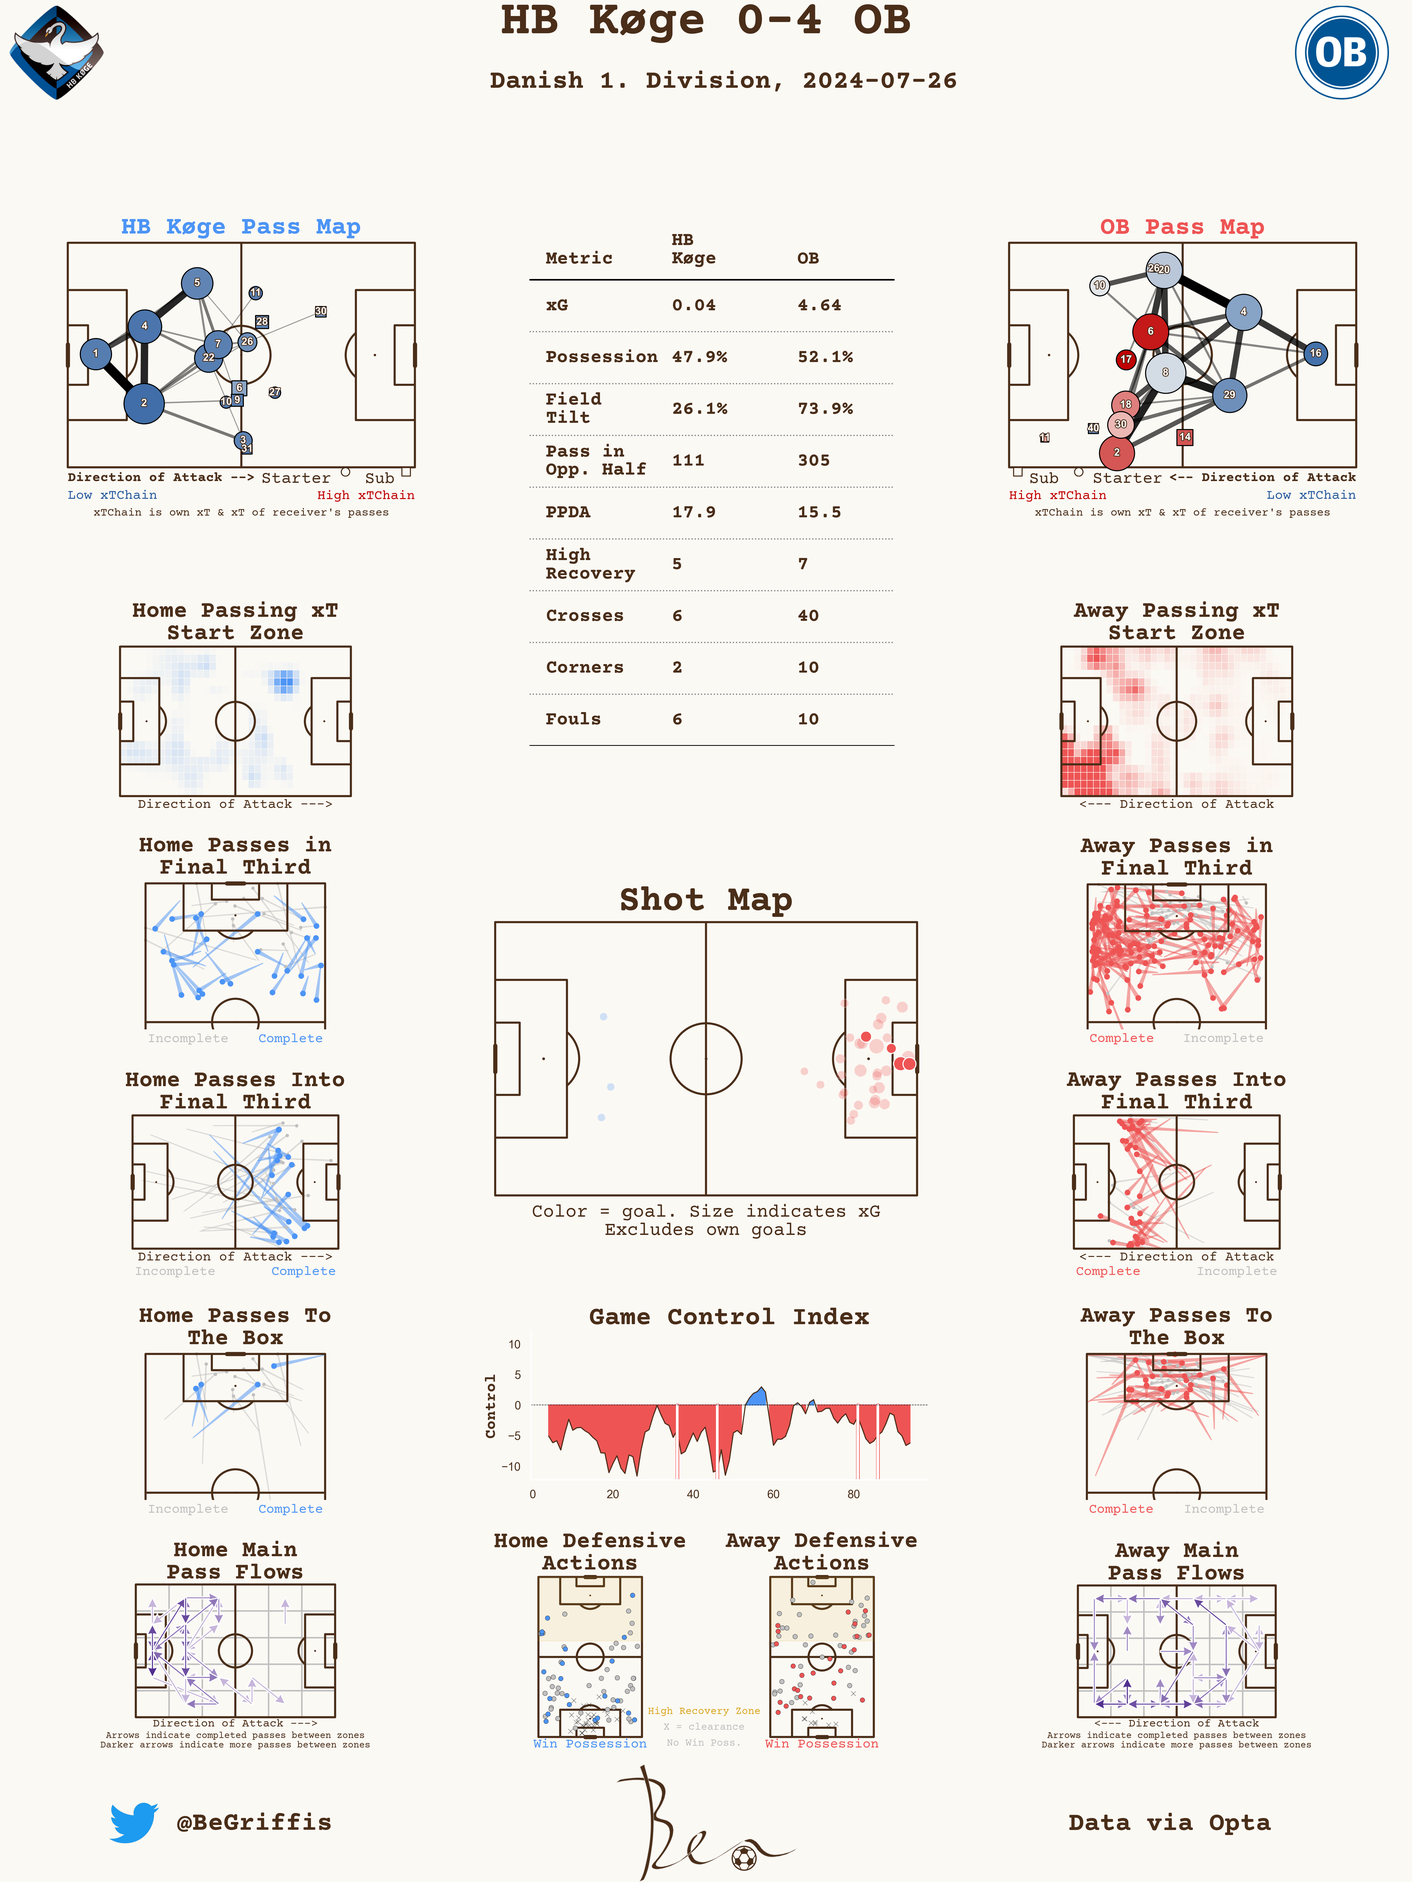 HB Køge 0-4 OB
Danish 1. Division, 2024-07-26
HB KØGE
OB
HB Køge Pass Map
5
11
30
4
28
7
26
1
22
6
27
2
10
9
3
31
Direction of Attack --> Starter Sub
Low xTChain High xTChain
xTChain is own xT & xT of receiver's passes
Metric HB Køge OB
xG 0.04 4.64
Possession 47.9% 52.1%
Field Tilt 26.1% 73.9%
Pass in Opp. Half 111 305
PPDA 17.9 15.5
High Recovery 5 7
Crosses 6 40
Corners 2 10
Fouls 6 10
OB Pass Map
26
20
10
4
6
17
16
8
29
18
30
40
11
14
2
Sub Starter <-- Direction of Attack
High xTChain Low xTChain
xTChain is own xT & xT of receiver's passes
Home Passing xT
Start Zone
Direction of Attack --->
Away Passing xT
Start Zone
<--- Direction of Attack
Home Passes in
Final Third
Incomplete Complete
Away Passes in
Final Third
Complete Incomplete
Shot Map
Color = goal. Size indicates xG
Excludes own goals
Home Passes Into
Final Third
Direction of Attack --->
Incomplete Complete
Away Passes Into
Final Third
<--- Direction of Attack
Complete Incomplete
Home Passes To
The Box
Incomplete Complete
Game Control Index
Control
10
5
0
−5
−10
0 20 40 60 80
Away Passes To
The Box
Complete Incomplete
Home Main
Pass Flows
Direction of Attack --->
Arrows indicate completed passes between zones
Darker arrows indicate more passes between zones
Home Defensive
Actions
Win Possession
High Recovery Zone
X = clearance
No Win Poss.
Away Defensive
Actions
Win Possession
Away Main
Pass Flows
<--- Direction of Attack
Arrows indicate completed passes between zones
Darker arrows indicate more passes between zones
@BeGriffis
Ben
Data via Opta